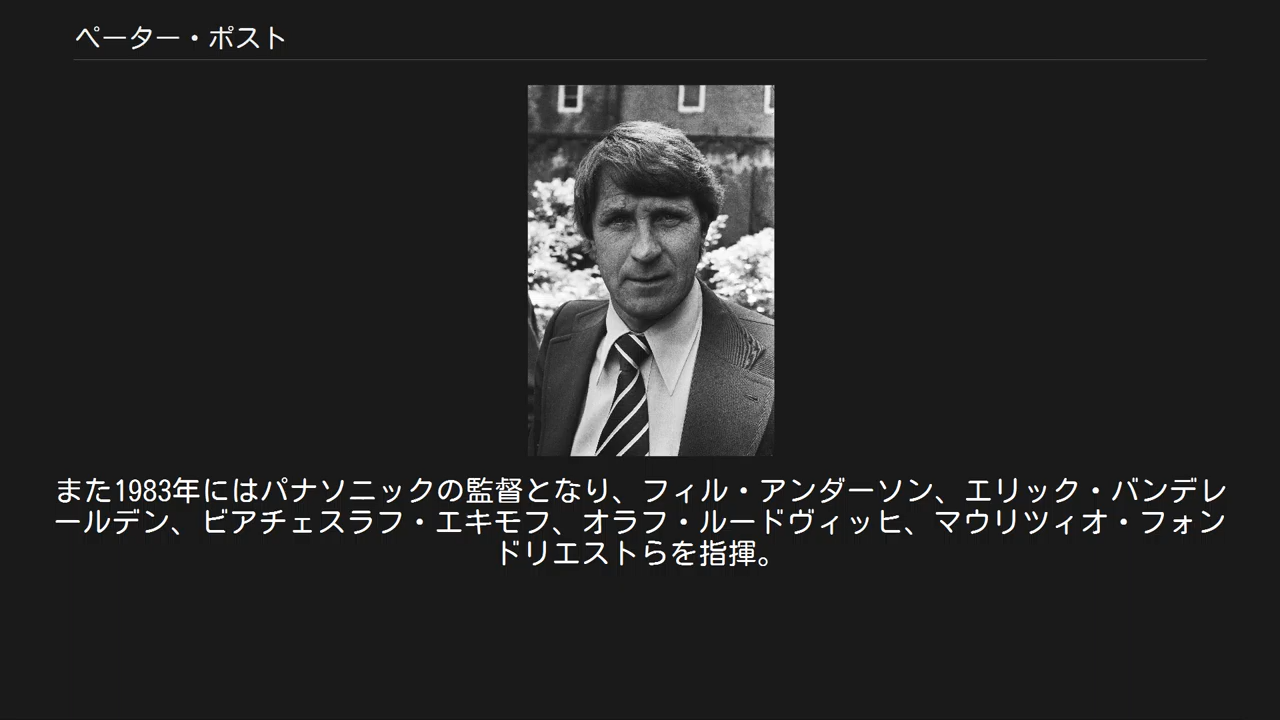 ペーター・ポスト
また1983年にはパナソニックの監督となり、フィル・アンダーソン、エリック・バンデレ
ールデン、ビアチェスラフ・エキモフ、オラフ・ルードヴィッヒ、マウリツィオ・フォン
ドリエストらを指揮。